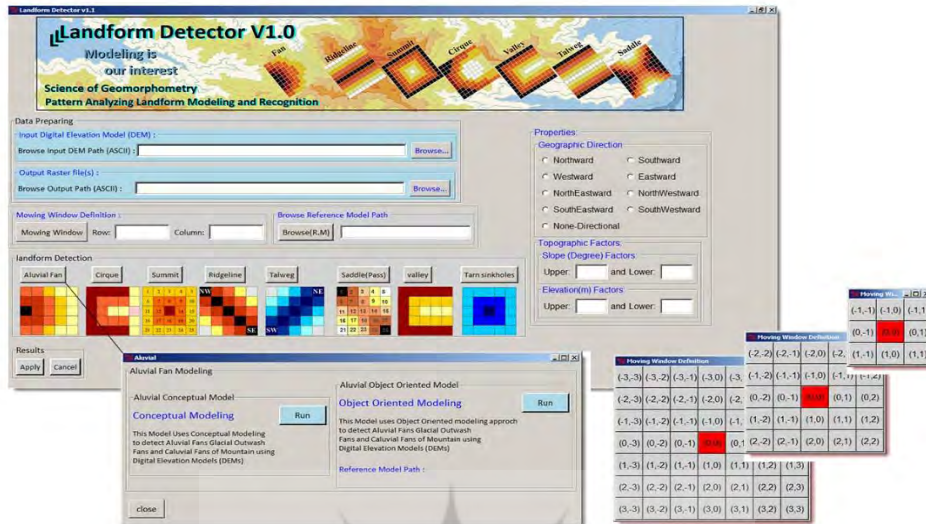 Landform Detector v1.1
Landform Detector V1.0
Modeling is
our interest
Science of Geomorphometry
Pattern Analyzing Landform Modeling and Recognition
Fan
Ridgeline
Summit
Cirque
Valley
Talweg
Saddle
Data Preparing
Input Digital Elevation Model (DEM) :
Browse Input DEM Path (ASCII) :
Browse...
Output Raster file(s) :
Browse Output Path (ASCII) :
Browse...
Mowing Window Definition :
Mowing Window Row: Column:
Browse Reference Model Path
Browse(R.M)
Properties:
Geographic Direction
Northward Southward
Westward Eastward
NorthEastward NorthWestward
SouthEastward SouthWestward
None-Directional
Topographic Factors:
Slope (Degree) Factors
Upper: and Lower:
Elevation(m) Factors
Upper: and Lower:
landform Detection
Aluvial Fan Cirque Summit Ridgeline Talweg Saddle(Pass) valley Tarn sinkholes
NW
SE
NE
SW
Results
Apply Cancel
Aluvial
Aluvial Fan Modeling
Aluvial Conceptual Model
Conceptual Modeling
Run
This Model Uses Conceptual Modeling
to detect Aluvial Fans Glacial Outwash
Fans and Caluvial Fans of Mountain using
Digital Elevation Models (DEMs)
Aluvial Object Oriented Model
Object Oriented Modeling
Run
This Model uses Object Oriented modeling approch
to detect Aluvial Fans Glacial Outwash
Fans and Caluvial Fans of Mountain using
Digital Elevation Models (DEMs)
Reference Model Path :
close
Moving Window Definition
(-3,-3) (-3,-2) (-3,-1) (-3,0) (-3,
(-2,-3) (-2,-2) (-2,-1) (-2,0) (-2,
(-1,-3) (-1,-2) (-1,-1) (-1,0) (-1,
(0,-3) (0,-2) (0,-1) (0,0) (0,1
(1,-3) (1,-2) (1,-1) (1,0) (1,1) (1,2) (1,3)
(2,-3) (2,-2) (2,-1) (2,0) (2,1) (2,2) (2,3)
(3,-3) (3,-2) (3,-1) (3,0) (3,1) (3,2) (3,3)
Moving Window Definition
(-2,-2) (-2,-1) (-2,0) (-2,
(-1,-2) (-1,-1) (-1,0) (-1,1) (-1,2)
(0,-2) (0,-1) (0,0) (0,1) (0,2)
(1,-2) (1,-1) (1,0) (1,1) (1,2)
(2,-2) (2,-1) (2,0) (2,1) (2,2)
Moving Wi...
(-1,-1) (-1,0) (-1,1)
(0,-1) (0,0) (0,1)
(1,-1) (1,0) (1,1)